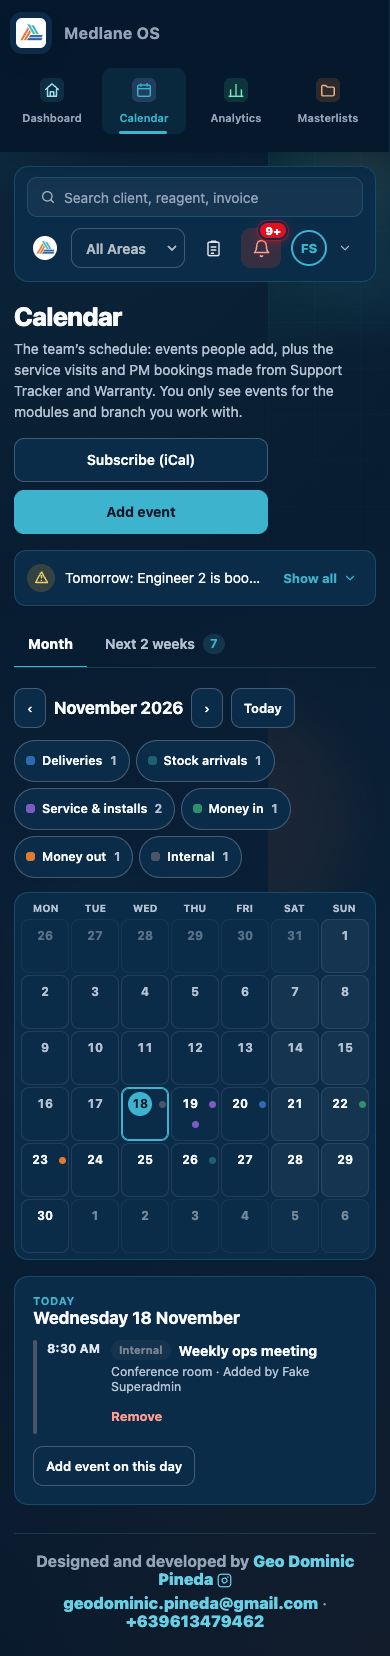 Medlane OS
Dashboard
Calendar
Analytics
Masterlists
Search client, reagent, invoice
All Areas
9+
FS
Calendar
The team's schedule: events people add, plus the
service visits and PM bookings made from Support
Tracker and Warranty. You only see events for the
modules and branch you work with.
Subscribe (iCal)
Add event
Tomorrow: Engineer 2 is boo...
Show all
Month
Next 2 weeks 7
‹
November 2026
›
Today
Deliveries 1
Stock arrivals 1
Service & installs 2
Money in 1
Money out 1
Internal 1
MON TUE WED THU FRI SAT SUN
26 27 28 29 30 31 1
2 3 4 5 6 7 8
9 10 11 12 13 14 15
16 17 18 19 20 21 22
23 24 25 26 27 28 29
30 1 2 3 4 5 6
TODAY
Wednesday 18 November
8:30 AM Internal Weekly ops meeting
Conference room · Added by Fake
Superadmin
Remove
Add event on this day
Designed and developed by Geo Dominic
Pineda
geodominic.pineda@gmail.com ·
+639613479462